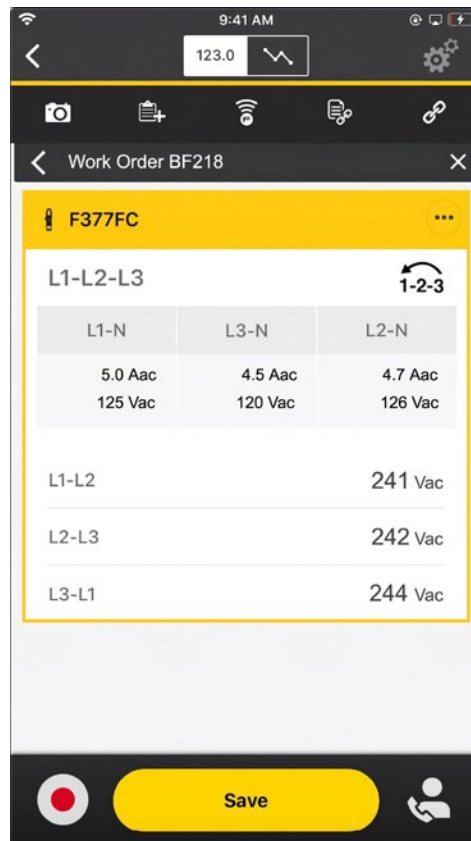 9:41 AM
123.0
Work Order BF218
F377FC
L1-L2-L3
1-2-3
L1-N L3-N L2-N
5.0 Aac 4.5 Aac 4.7 Aac
125 Vac 120 Vac 126 Vac
L1-L2 241 Vac
L2-L3 242 Vac
L3-L1 244 Vac
Save